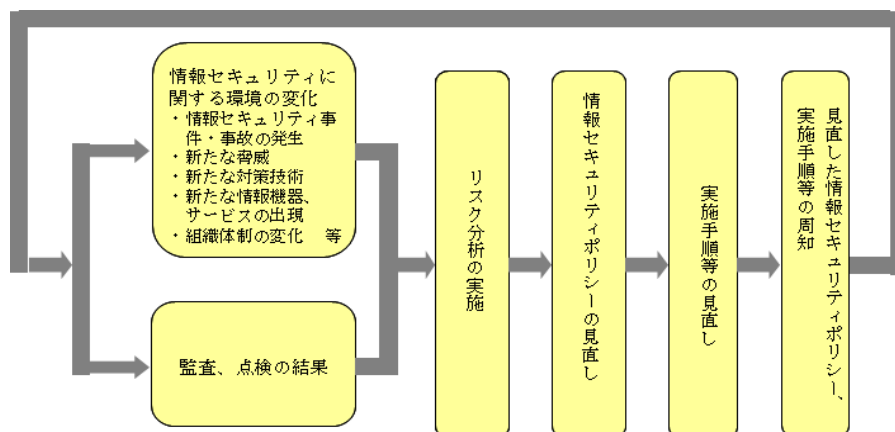 情報セキュリティに
関する環境の変化
・情報セキュリティ事
件・事故の発生
・新たな脅威
・新たな対策技術
・新たな情報機器、
サービスの出現
・組織体制の変化　等
監査、点検の結果
リスク分析の実施
情報セキュリティポリシーの見直し
実施手順等の見直し
見直した情報セキュリティポリシー、
実施手順等の周知